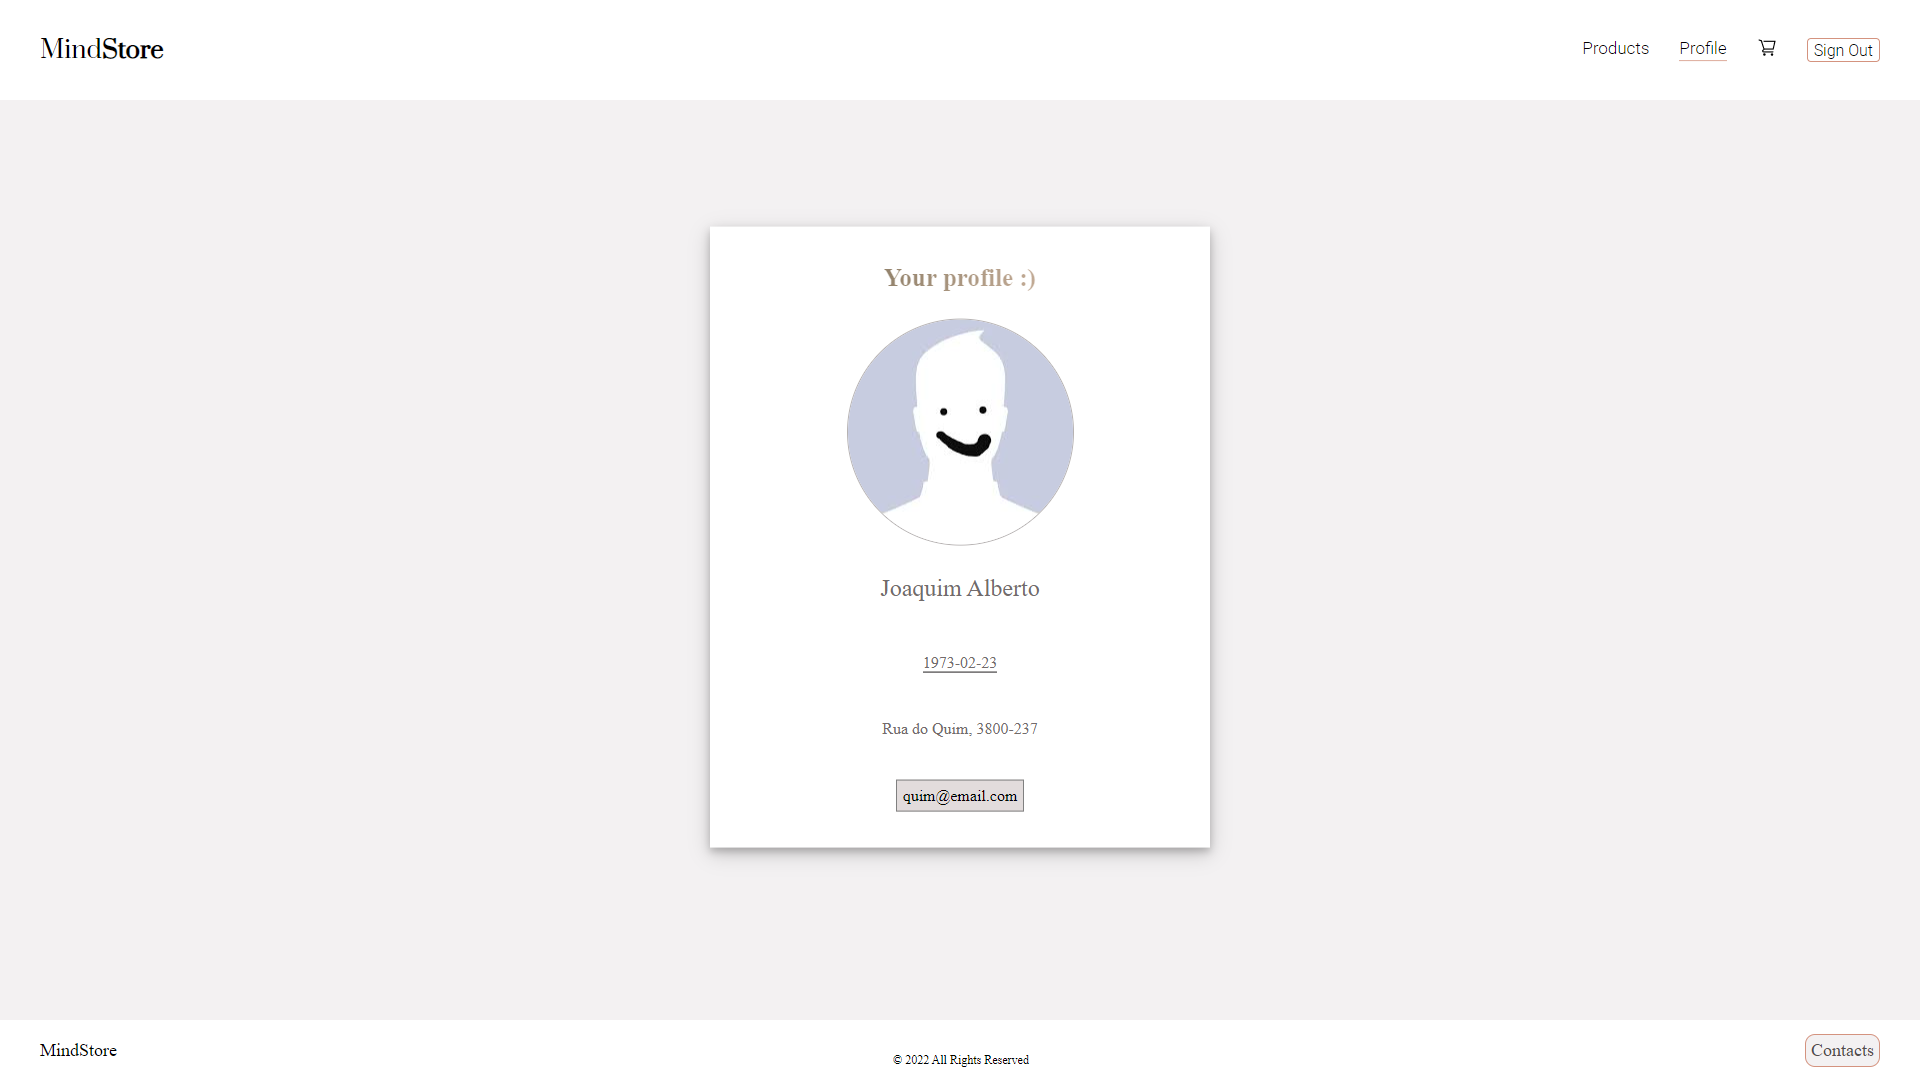 MindStore
Products
Profile
Sign Out
Your profile :)
Joaquim Alberto
1973-02-23
Rua do Quim, 3800-237
quim@email.com
MindStore
© 2022 All Rights Reserved
Contacts